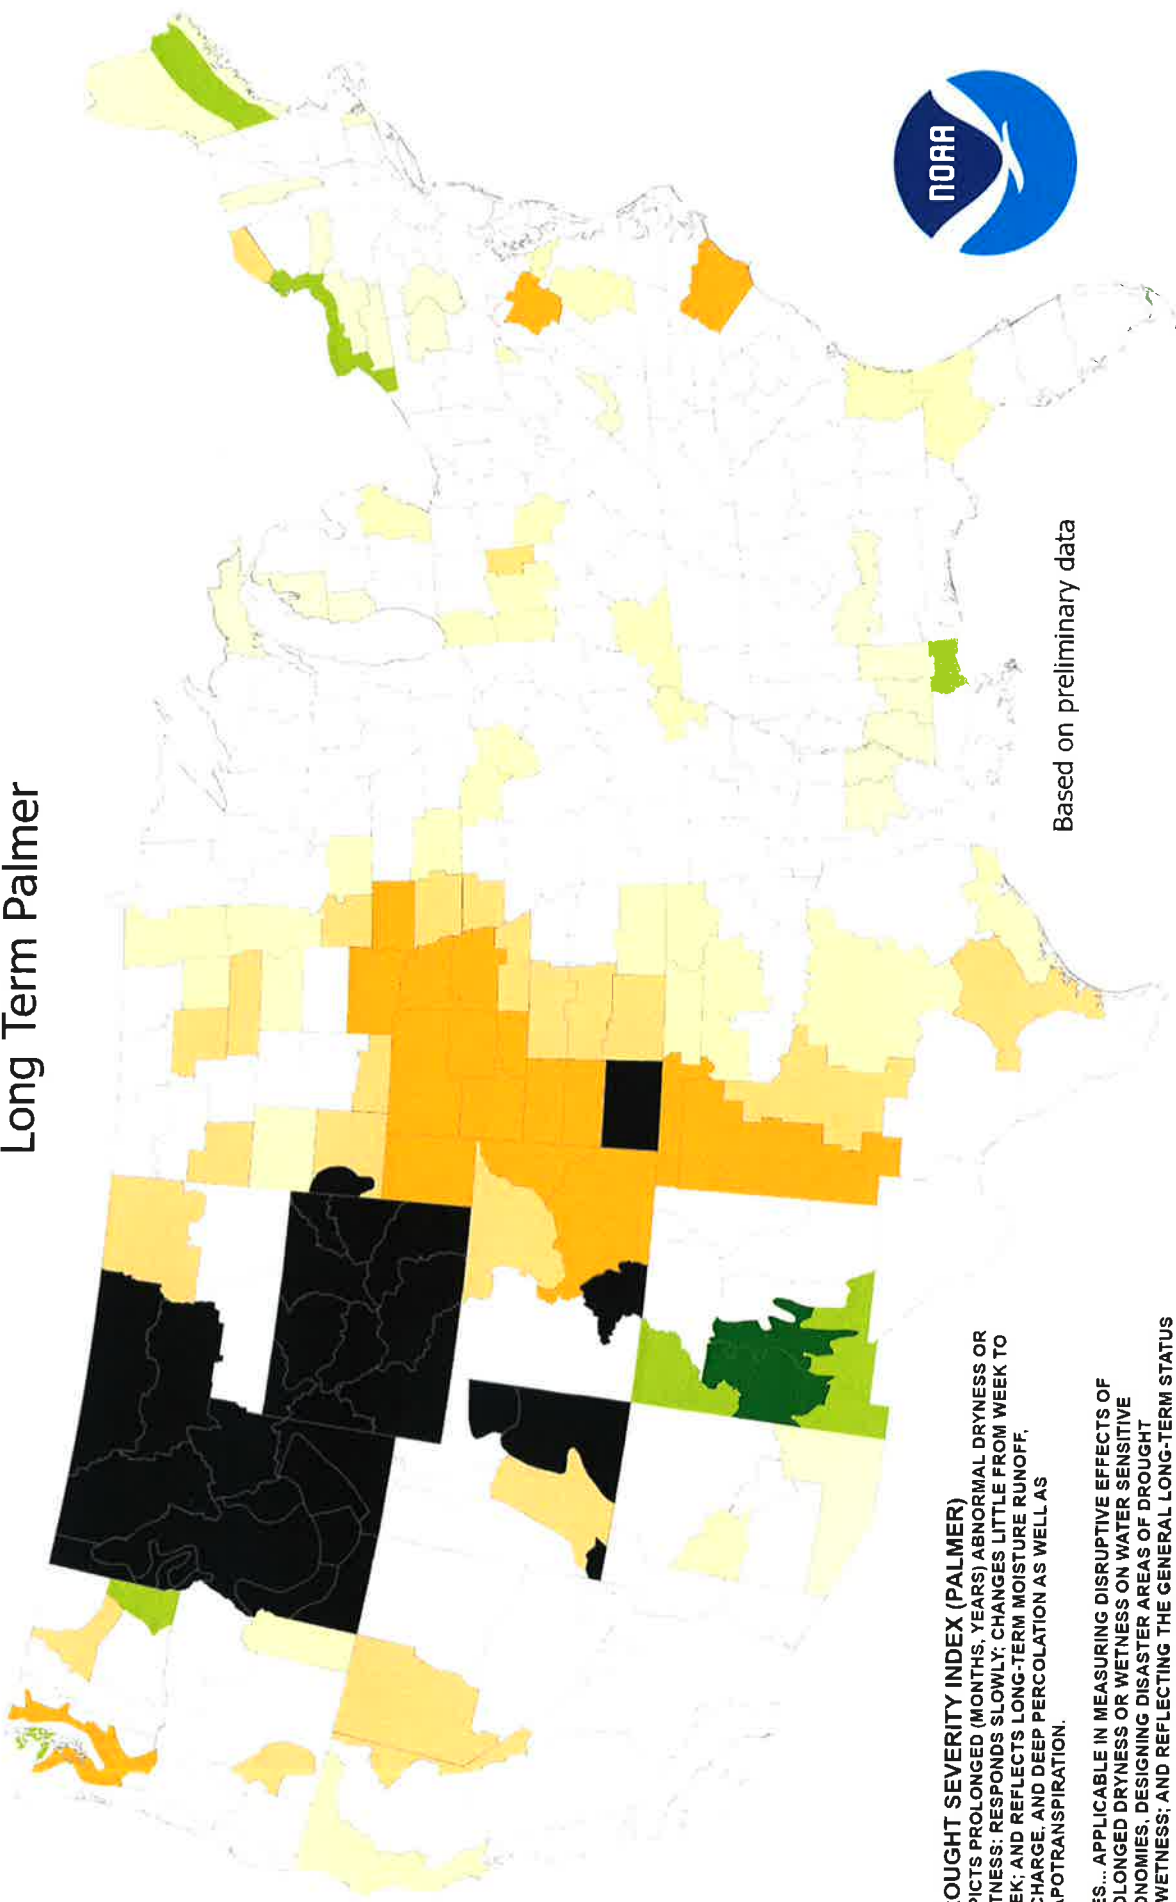 Long Term Palmer
NOAA
Based on preliminary data
OUGHT SEVERITY INDEX (PALMER)
PICTS PROLONGED (MONTHS, YEARS) ABNORMAL DRYNESS OR
TNESS; RESPONDS SLOWLY; CHANGES LITTLE FROM WEEK TO
EK; AND REFLECTS LONG-TERM MOISTURE RUNOFF,
CHARGE, AND DEEP PERCOLATION AS WELL AS
APOTRANSPIRATION.
ES... APPLICABLE IN MEASURING DISRUPTIVE EFFECTS OF
OLONGED DRYNESS OR WETNESS ON WATER SENSITIVE
ONOMIES, DESIGNING DISASTER AREAS OF DROUGHT
WETNESS; AND REFLECTING THE GENERAL LONG-TERM STATUS